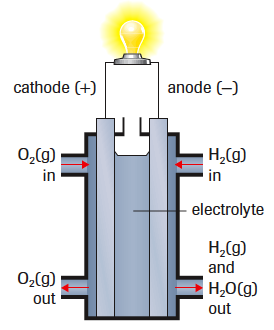 cathode (+)
anode (–)
O₂(g)
in
H₂(g)
in
electrolyte
O₂(g)
out
H₂(g)
and
H₂O(g)
out